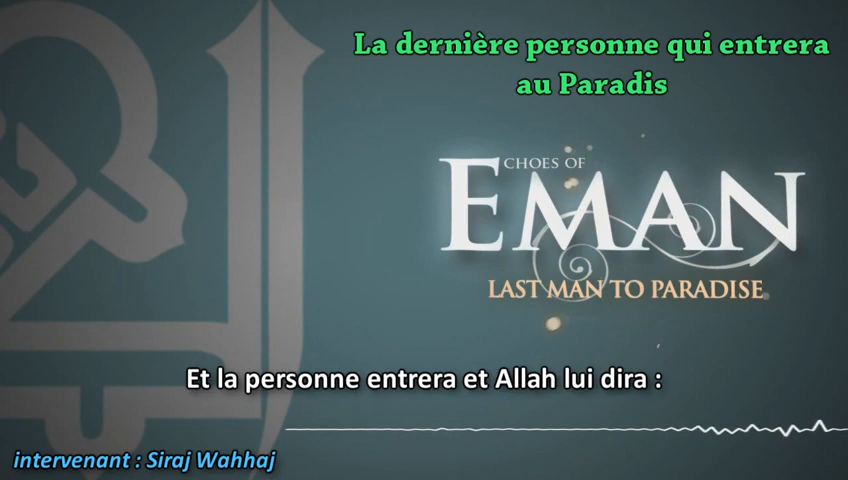 La dernière personne qui entrera
au Paradis
ECHOES OF
EMAN
LAST MAN TO PARADISE
Et la personne entrera et Allah lui dira :
intervenant : Siraj Wahhaj